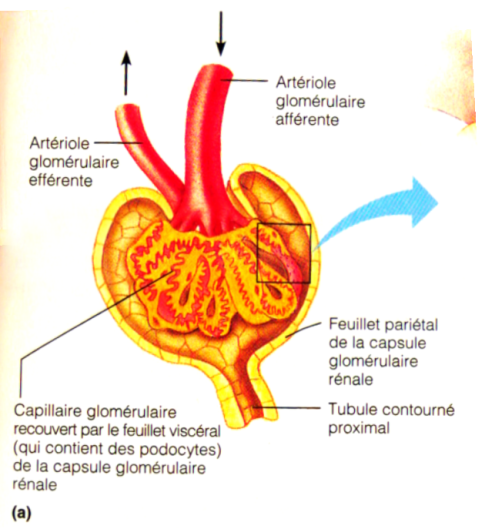 Artériole
glomérulaire
afférente
Artériole
glomérulaire
efférente
Feuillet pariétal
de la capsule
glomérulaire
rénale
Tubule contourné
proximal
Capillaire glomérulaire
recouvert par le feuillet viscéral
(qui contient des podocytes)
de la capsule glomérulaire
rénale
(a)